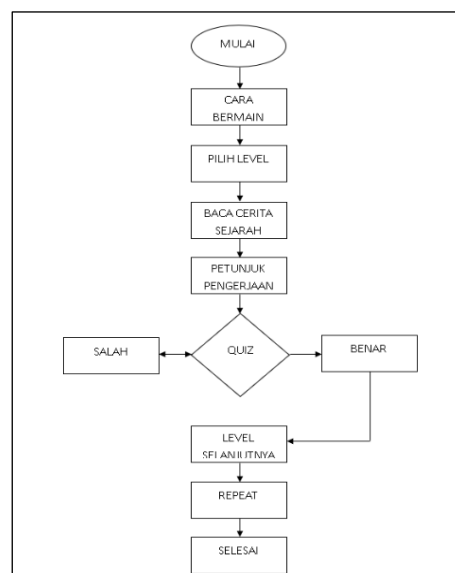 MULAI
CARA
BERMAIN
PILIH LEVEL
BACA CERITA
SEJARAH
PETUNJUK
PENGERJAAN
SALAH
QUIZ
BENAR
LEVEL
SELANJUTNYA
REPEAT
SELESAI